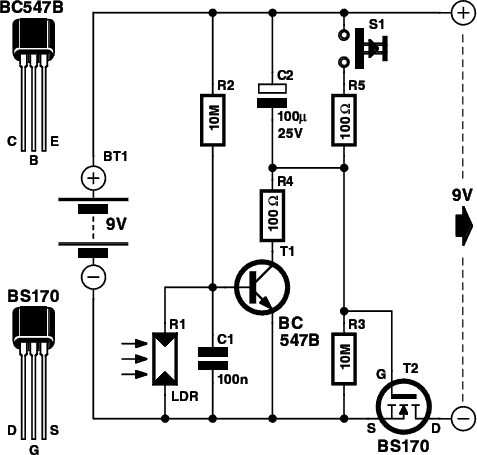 BC547B
C
B
E
BS170
D
G
S
BT1
+
9V
−
R2
10M
C2
100μ
25V
S1
R5
100 Ω
R4
100 Ω
T1
BC
547B
R1
LDR
C1
100n
R3
10M
G
T2
S
D
BS170
+
9V
−